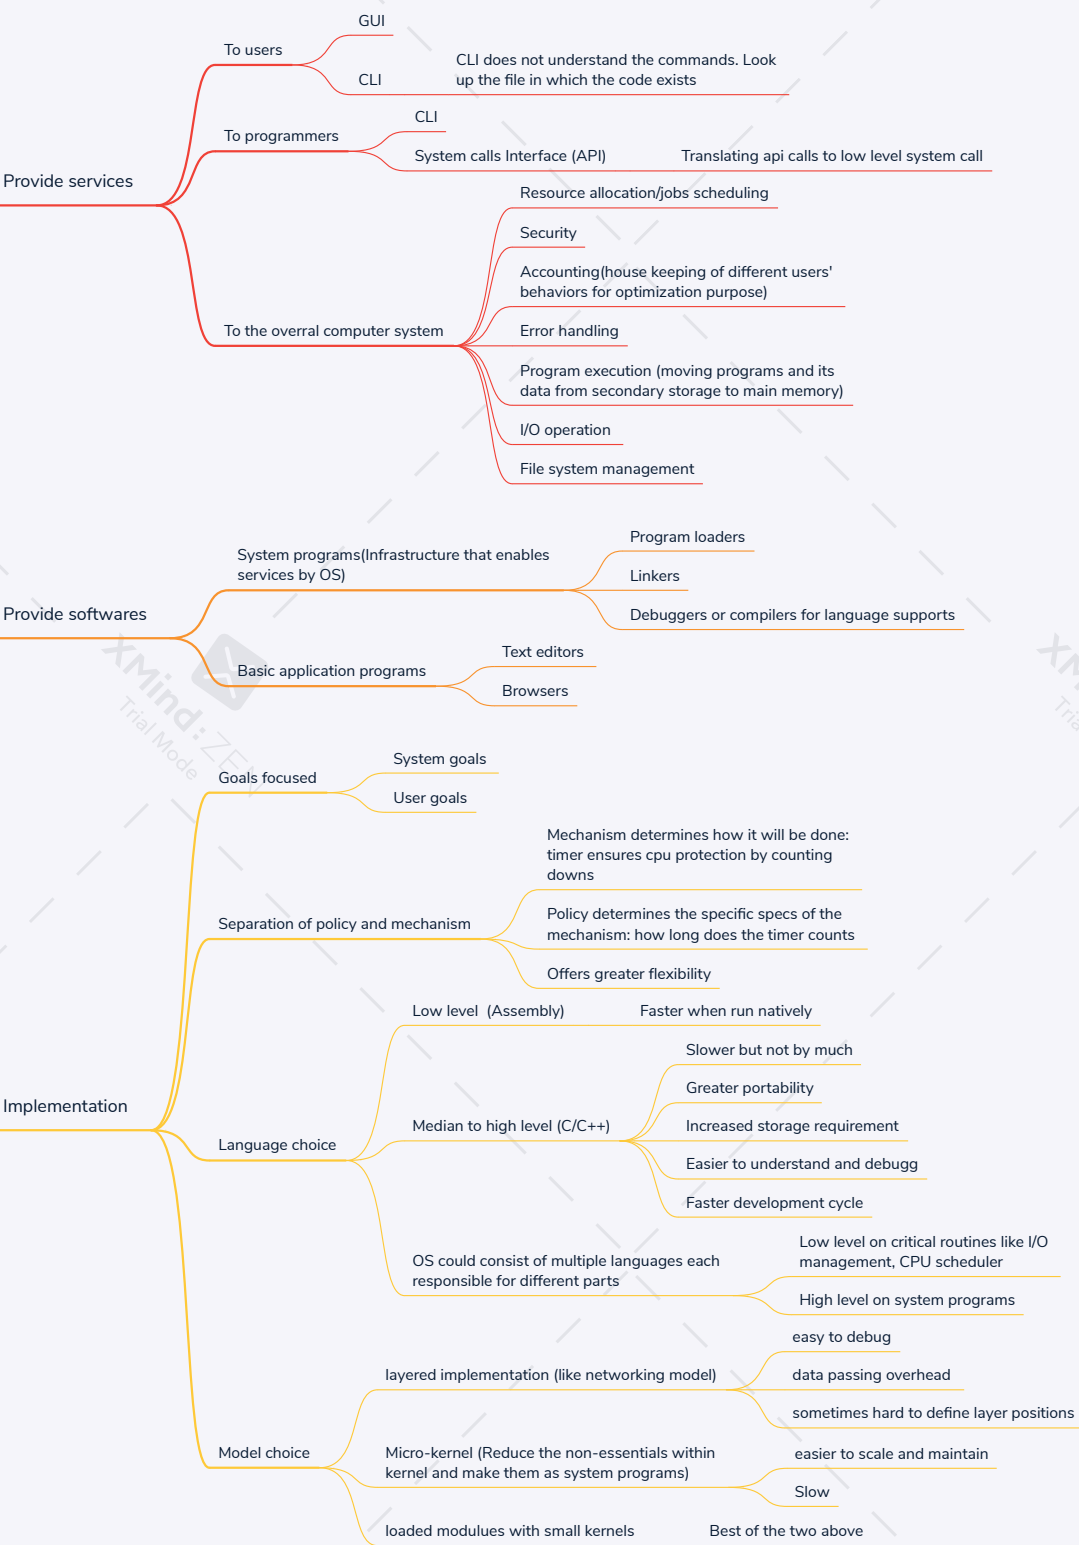 Provide services
To users
GUI
CLI
CLI does not understand the commands. Look
up the file in which the code exists
To programmers
CLI
System calls Interface (API)
Translating api calls to low level system call
To the overral computer system
Resource allocation/jobs scheduling
Security
Accounting(house keeping of different users'
behaviors for optimization purpose)
Error handling
Program execution (moving programs and its
data from secondary storage to main memory)
I/O operation
File system management
Provide softwares
System programs(Infrastructure that enables
services by OS)
Program loaders
Linkers
Debuggers or compilers for language supports
Basic application programs
Text editors
Browsers
XMind:ZEN
Trial Mode
XM
Tria
Implementation
Goals focused
System goals
User goals
Separation of policy and mechanism
Mechanism determines how it will be done:
timer ensures cpu protection by counting
downs
Policy determines the specific specs of the
mechanism: how long does the timer counts
Offers greater flexibility
Language choice
Low level  (Assembly)
Faster when run natively
Median to high level (C/C++)
Slower but not by much
Greater portability
Increased storage requirement
Easier to understand and debugg
Faster development cycle
OS could consist of multiple languages each
responsible for different parts
Low level on critical routines like I/O
management, CPU scheduler
High level on system programs
Model choice
layered implementation (like networking model)
easy to debug
data passing overhead
sometimes hard to define layer positions
Micro-kernel (Reduce the non-essentials within
kernel and make them as system programs)
easier to scale and maintain
Slow
loaded modulues with small kernels
Best of the two above